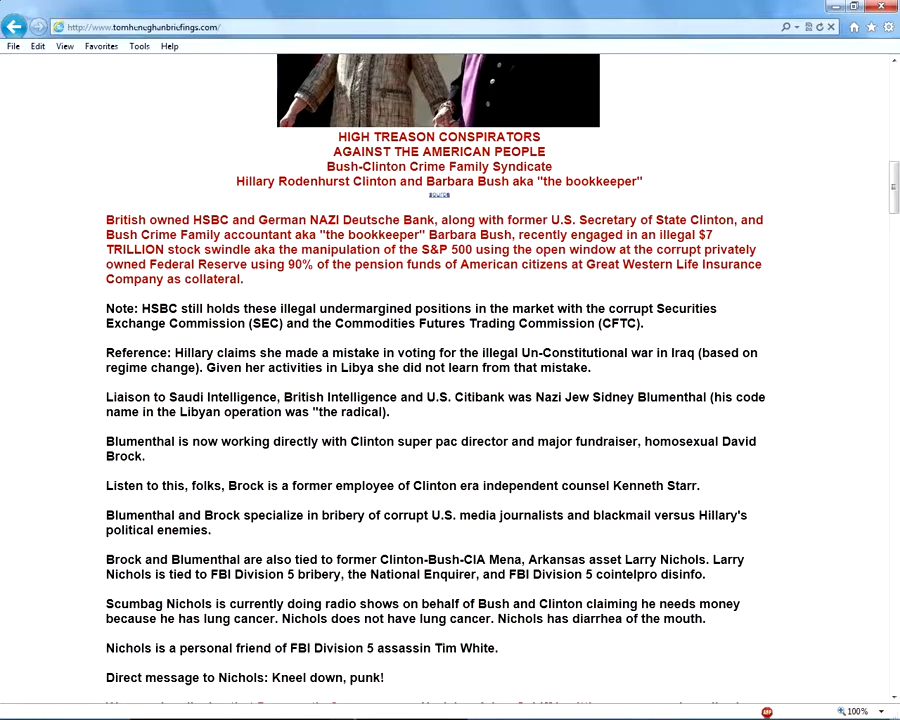 http://www.tomheneghanbriefings.com/
File Edit View Favorites Tools Help
HIGH TREASON CONSPIRATORS
AGAINST THE AMERICAN PEOPLE
Bush-Clinton Crime Family Syndicate
Hillary Rodenhurst Clinton and Barbara Bush aka "the bookkeeper"
source
British owned HSBC and German NAZI Deutsche Bank, along with former U.S. Secretary of State Clinton, and
Bush Crime Family accountant aka "the bookkeeper" Barbara Bush, recently engaged in an illegal $7
TRILLION stock swindle aka the manipulation of the S&P 500 using the open window at the corrupt privately
owned Federal Reserve using 90% of the pension funds of American citizens at Great Western Life Insurance
Company as collateral.
Note: HSBC still holds these illegal undermargined positions in the market with the corrupt Securities
Exchange Commission (SEC) and the Commodities Futures Trading Commission (CFTC).
Reference: Hillary claims she made a mistake in voting for the illegal Un-Constitutional war in Iraq (based on
regime change). Given her activities in Libya she did not learn from that mistake.
Liaison to Saudi Intelligence, British Intelligence and U.S. Citibank was Nazi Jew Sidney Blumenthal (his code
name in the Libyan operation was "the radical).
Blumenthal is now working directly with Clinton super pac director and major fundraiser, homosexual David
Brock.
Listen to this, folks, Brock is a former employee of Clinton era independent counsel Kenneth Starr.
Blumenthal and Brock specialize in bribery of corrupt U.S. media journalists and blackmail versus Hillary's
political enemies.
Brock and Blumenthal are also tied to former Clinton-Bush-CIA Mena, Arkansas asset Larry Nichols. Larry
Nichols is tied to FBI Division 5 bribery, the National Enquirer, and FBI Division 5 cointelpro disinfo.
Scumbag Nichols is currently doing radio shows on behalf of Bush and Clinton claiming he needs money
because he has lung cancer. Nichols does not have lung cancer. Nichols has diarrhea of the mouth.
Nichols is a personal friend of FBI Division 5 assassin Tim White.
Direct message to Nichols: Kneel down, punk!
100%